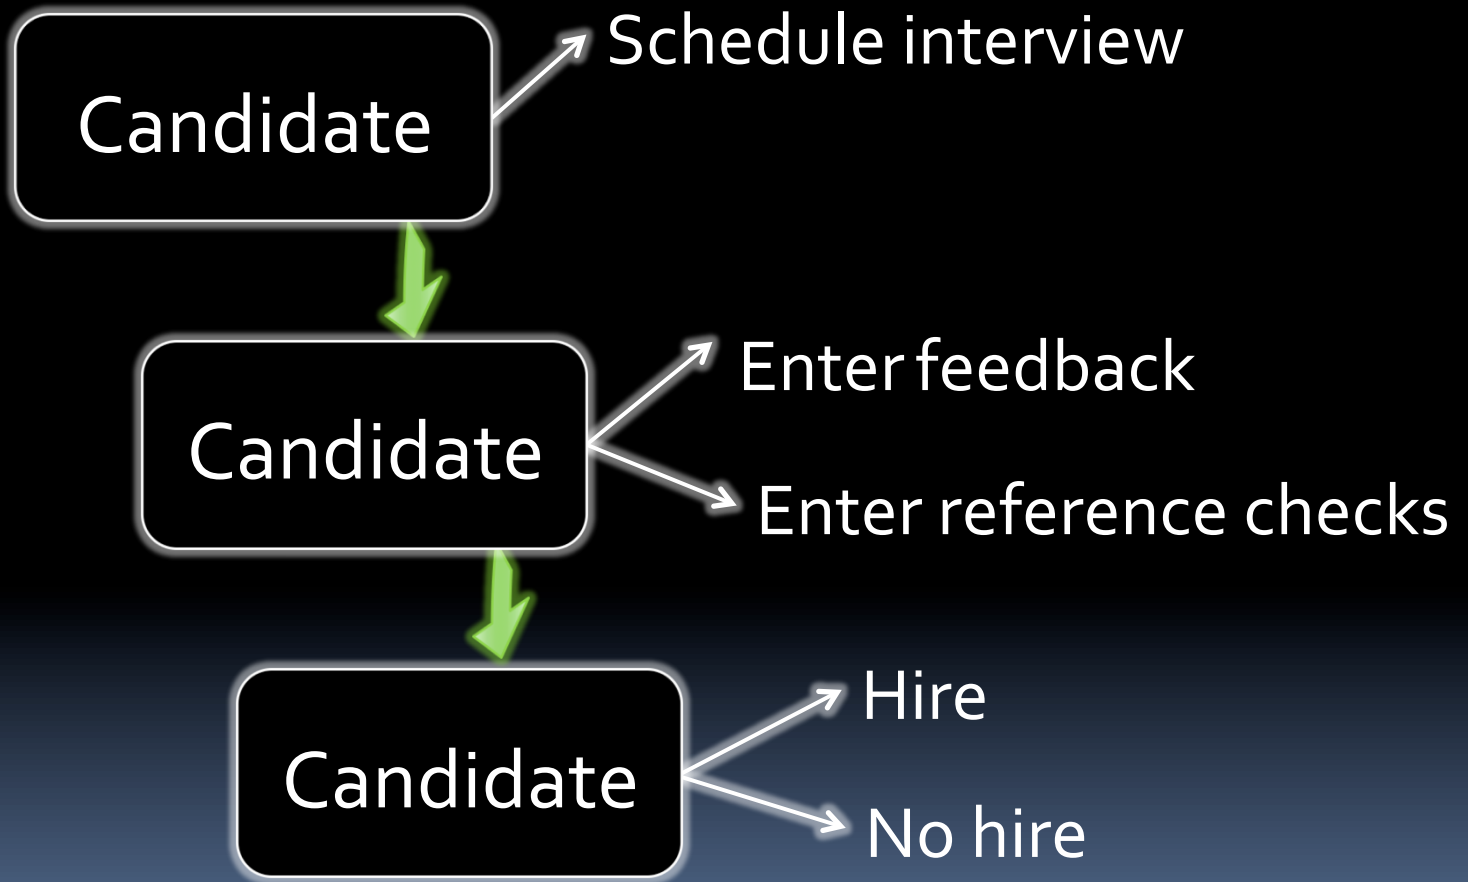 Schedule interview
Candidate
Enter feedback
Candidate
Enter reference checks
Hire
Candidate
No hire